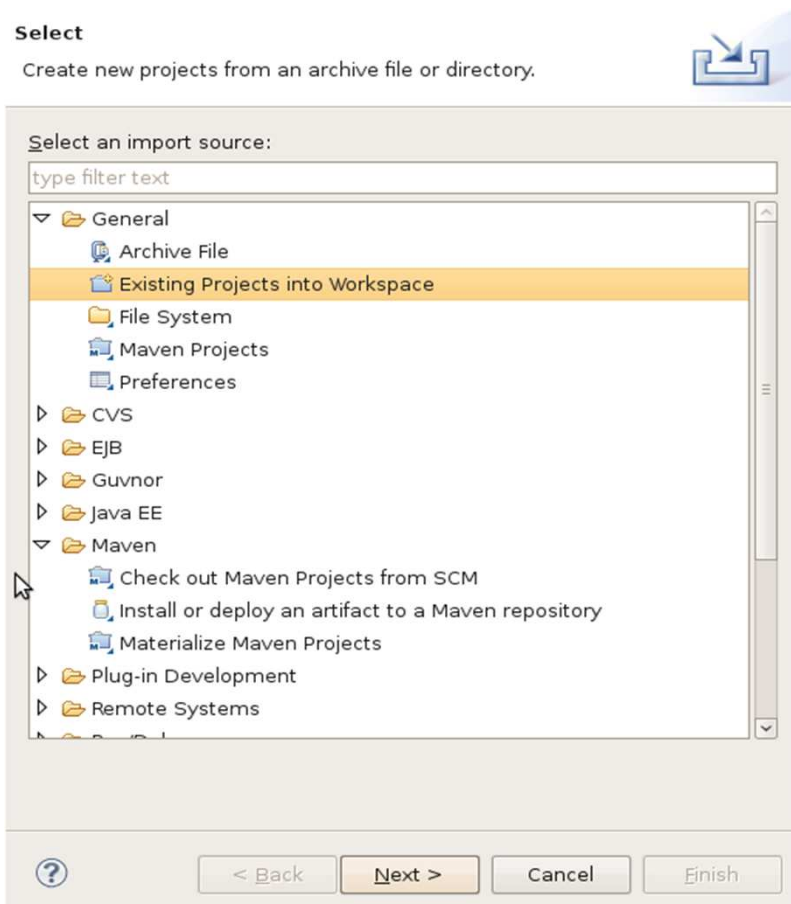 Select
Create new projects from an archive file or directory.
Select an import source:
type filter text
General
Archive File
Existing Projects into Workspace
File System
Maven Projects
Preferences
CVS
EJB
Guvnor
Java EE
Maven
Check out Maven Projects from SCM
Install or deploy an artifact to a Maven repository
Materialize Maven Projects
Plug-in Development
Remote Systems
< Back
Next >
Cancel
Finish